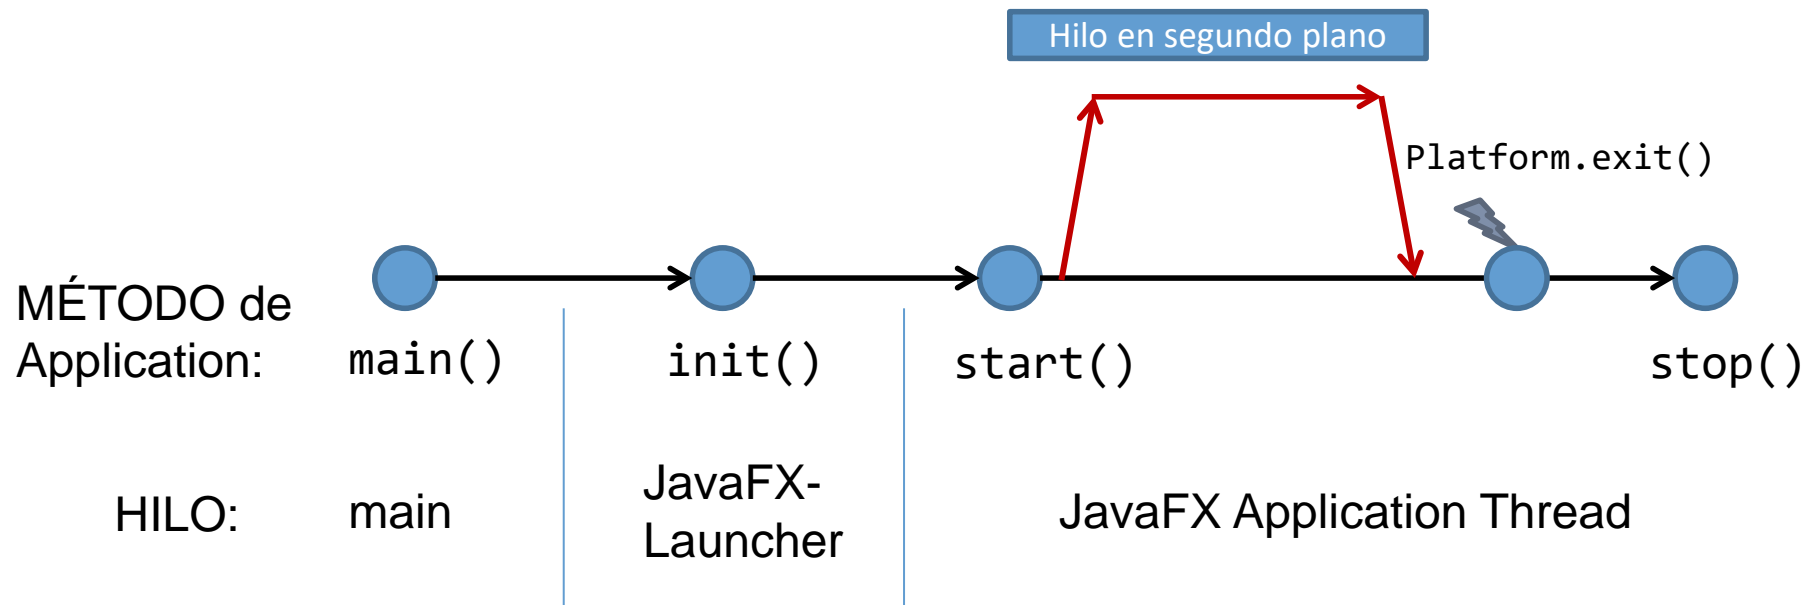 Hilo en segundo plano
Platform.exit()
MÉTODO de
Application:
main()
init()
start()
stop()
HILO:
main
JavaFX-
Launcher
JavaFX Application Thread